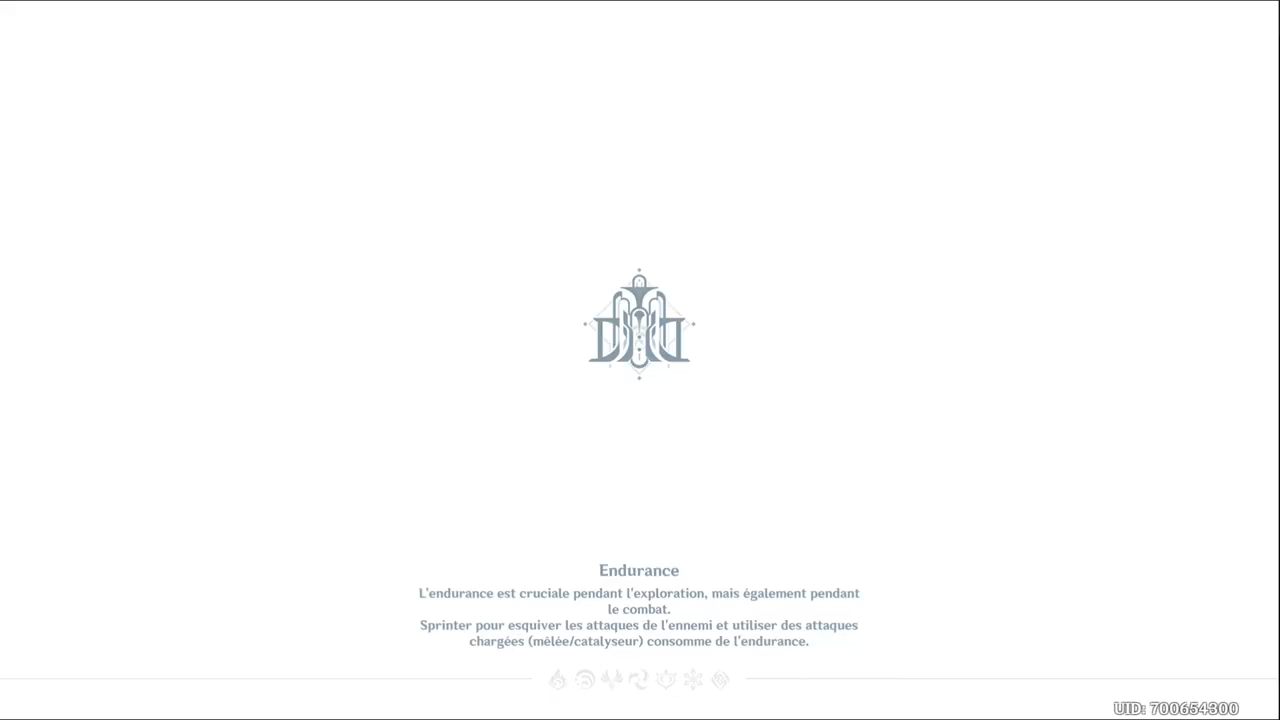 Endurance
L'endurance est cruciale pendant l'exploration, mais également pendant
le combat.
Sprinter pour esquiver les attaques de l'ennemi et utiliser des attaques
chargées (mêlée/catalyseur) consomme de l'endurance.
UID: 700654300